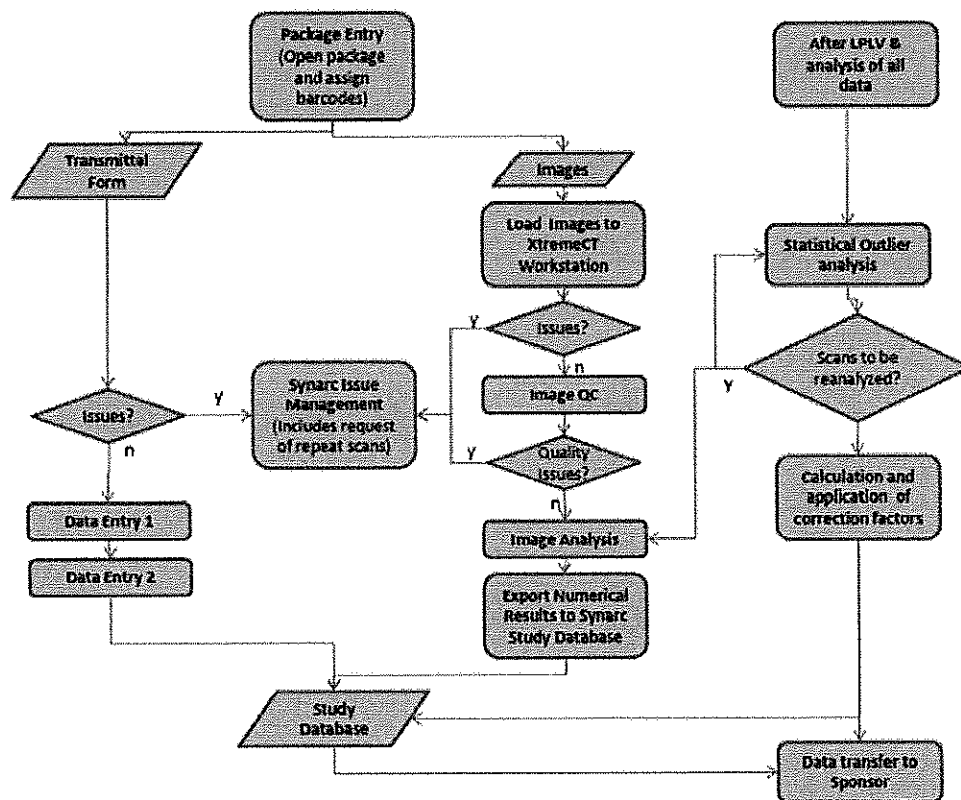 Package Entry
(Open package
and assign
barcodes)
After LPLV &
analysis of all
data
Transmittal
Form
Images
Load Images to
XtremeCT
Workstation
Statistical Outlier
analysis
y
Issues?
n
Scans to be
reanalyzed?
y
Synarc Issue
Management
(Includes request
of repeat scans)
Image QC
Issues?
y
n
y
Quality
Issues?
n
Calculation and
application of
correction factors
Data Entry 1
Image Analysis
Data Entry 2
Export Numerical
Results to Synarc
Study Database
Study
Database
Data transfer to
Sponsor